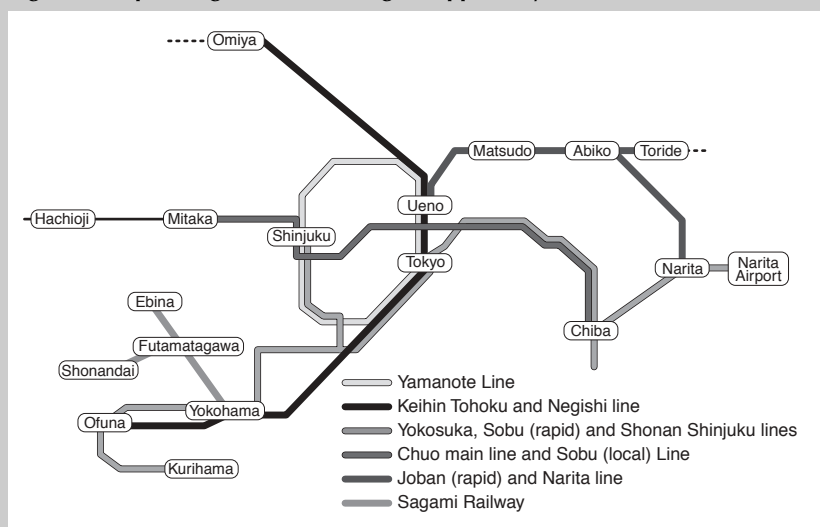 Omiya
Matsudo
Abiko
Toride
Ueno
Hachioji
Mitaka
Shinjuku
Tokyo
Narita
Narita
Airport
Ebina
Futamatagawa
Shonandai
Chiba
Yokohama
Ofuna
Kurihama
Yamanote Line
Keihin Tohoku and Negishi line
Yokosuka, Sobu (rapid) and Shonan Shinjuku lines
Chuo main line and Sobu (local) Line
Joban (rapid) and Narita line
Sagami Railway